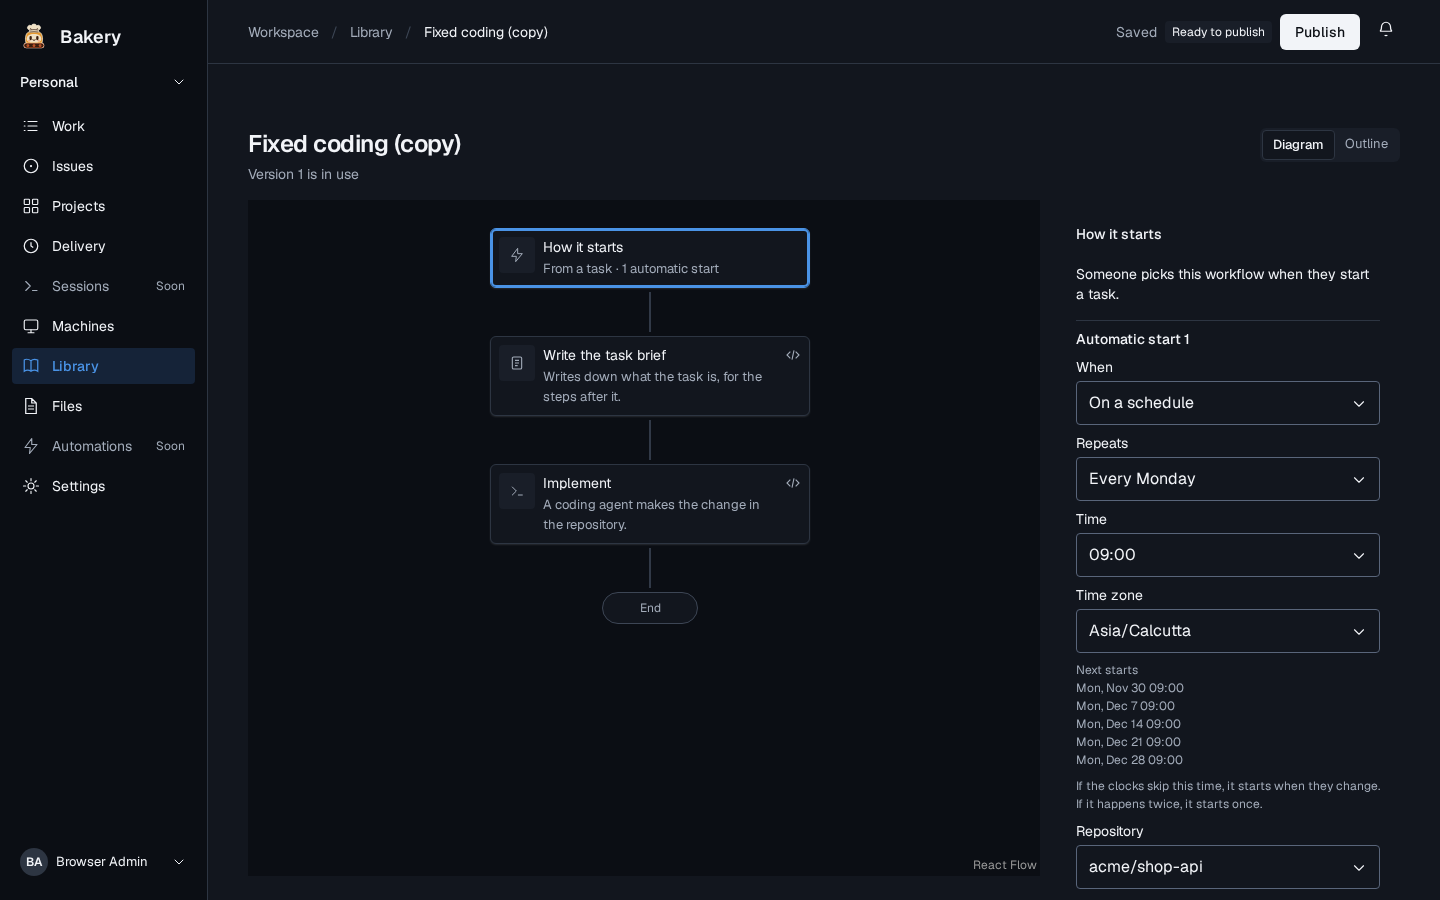 Bakery
Personal
Work
Issues
Projects
Delivery
Sessions Soon
Machines
Library
Files
Automations Soon
Settings
BA Browser Admin
Workspace / Library / Fixed coding (copy)
Saved Ready to publish Publish
Fixed coding (copy)
Version 1 is in use
Diagram Outline
How it starts
From a task · 1 automatic start
Write the task brief
Writes down what the task is, for the
steps after it.
Implement
A coding agent makes the change in
the repository.
End
React Flow
How it starts
Someone picks this workflow when they start
a task.
Automatic start 1
When
On a schedule
Repeats
Every Monday
Time
09:00
Time zone
Asia/Calcutta
Next starts
Mon, Nov 30 09:00
Mon, Dec 7 09:00
Mon, Dec 14 09:00
Mon, Dec 21 09:00
Mon, Dec 28 09:00
If the clocks skip this time, it starts when they change.
If it happens twice, it starts once.
Repository
acme/shop-api